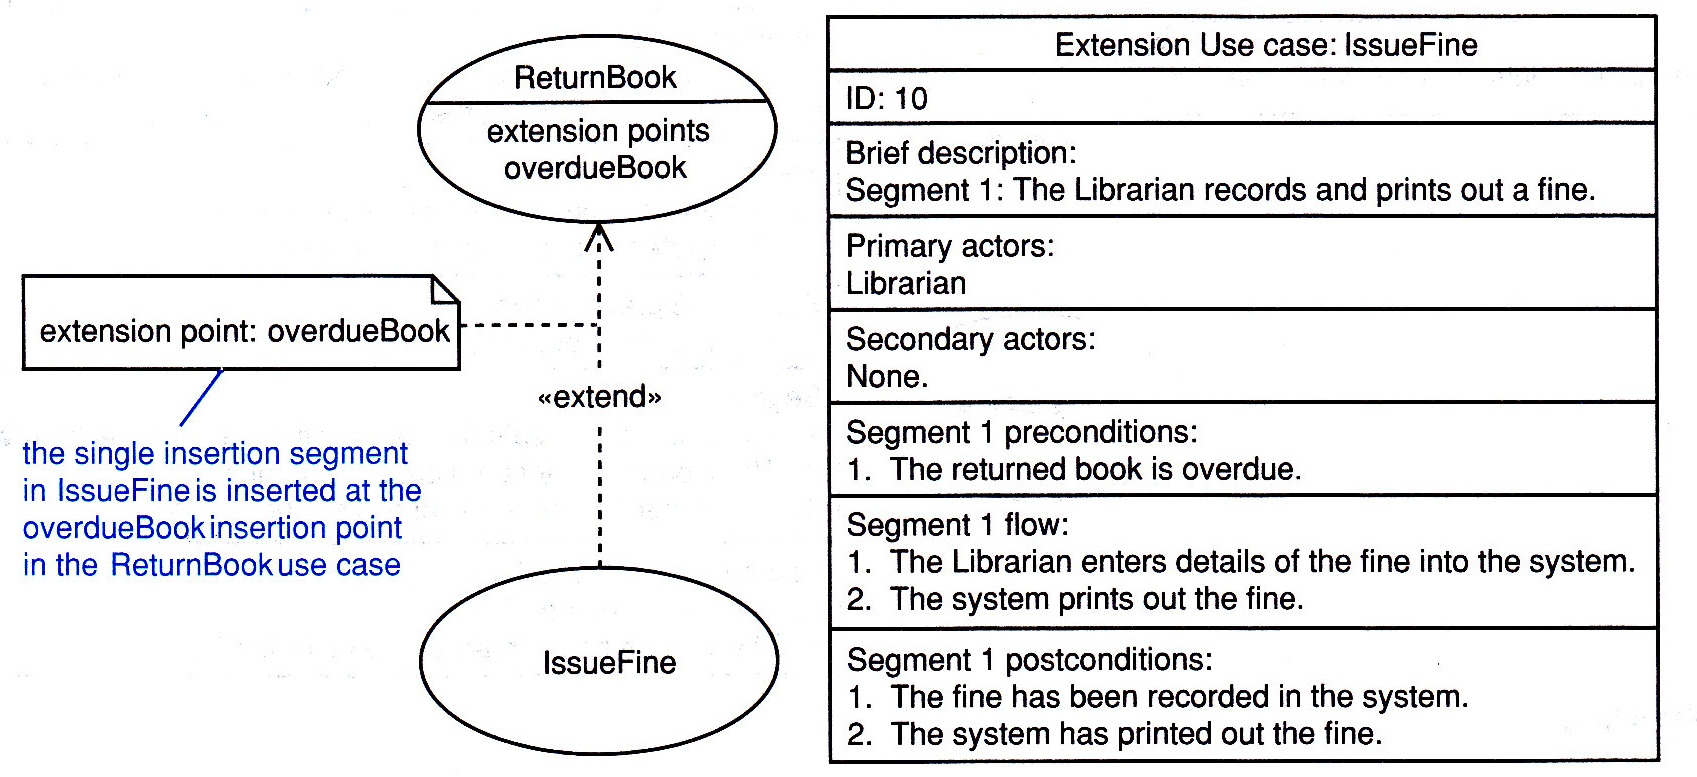 ReturnBook
extension points
overdueBook
extension point: overdueBook
«extend»
the single insertion segment
in IssueFine is inserted at the
overdueBook insertion point
in the ReturnBook use case
IssueFine
Extension Use case: IssueFine
ID: 10
Brief description:
Segment 1: The Librarian records and prints out a fine.
Primary actors:
Librarian
Secondary actors:
None.
Segment 1 preconditions:
1. The returned book is overdue.
Segment 1 flow:
1. The Librarian enters details of the fine into the system.
2. The system prints out the fine.
Segment 1 postconditions:
1. The fine has been recorded in the system.
2. The system has printed out the fine.